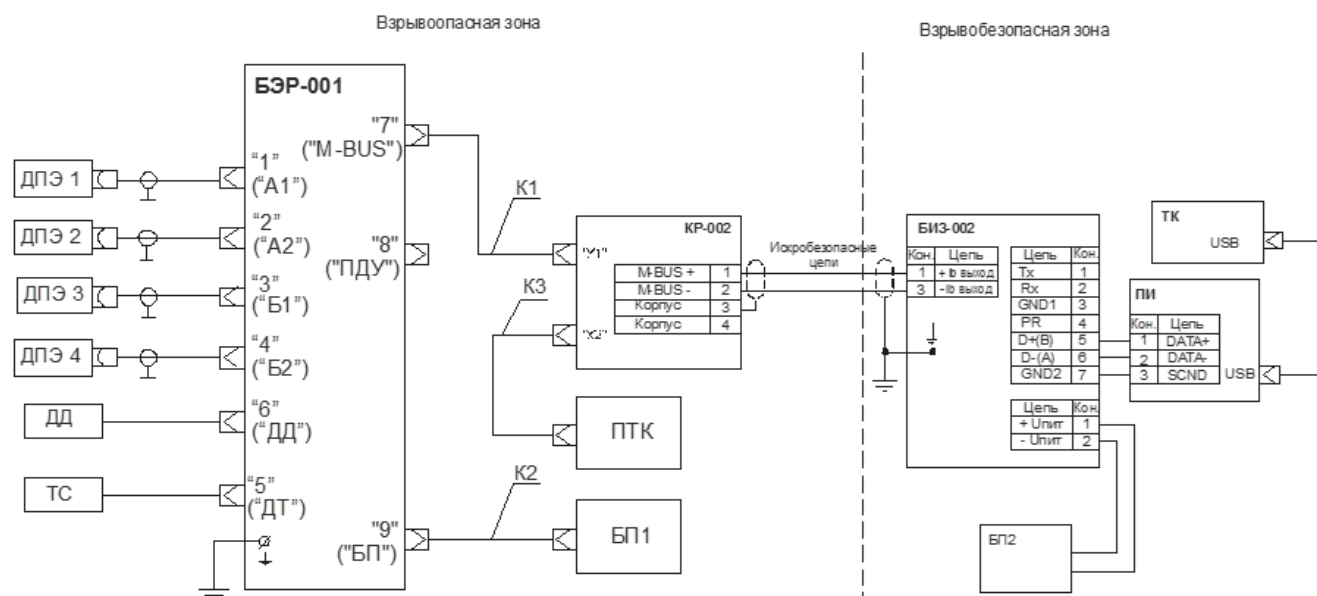 Взрывоопасная зона
Взрывобезопасная зона
БЭР-001
"7"
("M-BUS")
"8"
("ПДУ")
"9"
("БП")
ДПЭ 1
“1”
(“А1”)
ДПЭ 2
“2”
(“А2”)
ДПЭ 3
“3”
(“Б1”)
ДПЭ 4
“4”
(“Б2”)
ДД
“6”
(“ДД”)
ТС
“5”
(“ДТ”)
К1
К3
К2
КР-002
"X1"
"X2"
M-BUS + 1
M-BUS - 2
Корпус 3
Корпус 4
ПТК
БП1
Искробезопасные
цепи
БИЗ-002
Кон. Цепь
1 + Ib выход
3 - Ib выход
Цепь Кон.
Tx 1
Rx 2
GND1 3
PR 4
D+(B) 5
D-(A) 6
GND2 7
Цепь Кон.
+ Uпит 1
- Uпит 2
БП2
ТК
USB
ПИ
Кон. Цепь
1 DATA+
2 DATA-
3 SCND
USB